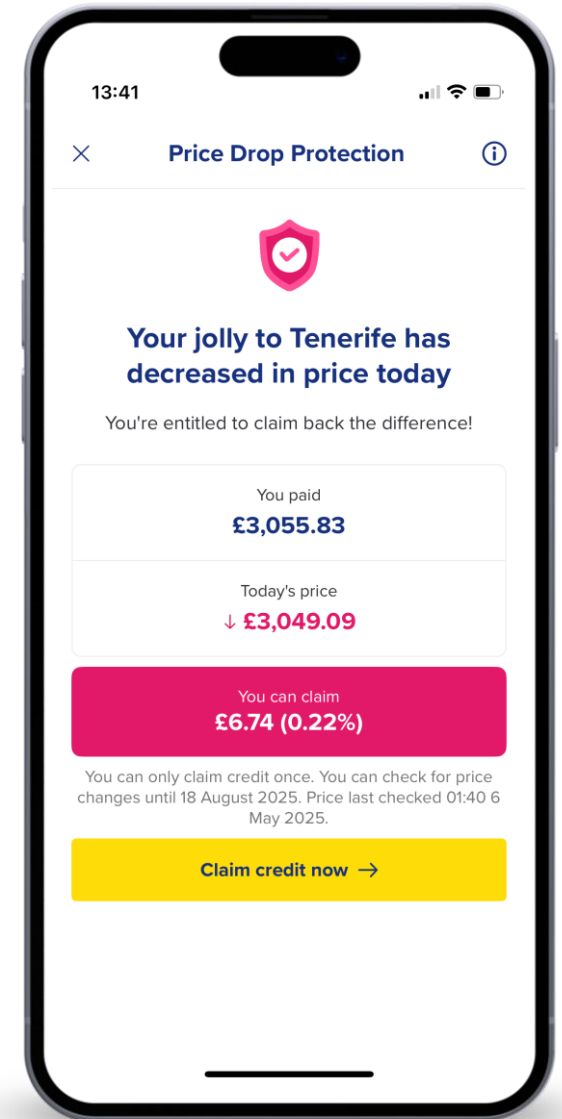 13:41
Price Drop Protection
Your jolly to Tenerife has
decreased in price today
You're entitled to claim back the difference!
You paid
£3,055.83
Today's price
↓ £3,049.09
You can claim
£6.74 (0.22%)
You can only claim credit once. You can check for price
changes until 18 August 2025. Price last checked 01:40 6
May 2025.
Claim credit now →